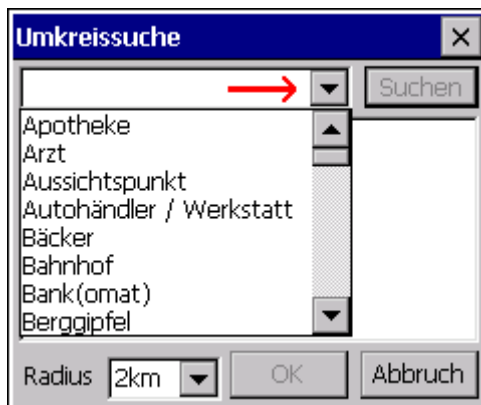 Umkreissuche
Suchen
Apotheke
Arzt
Aussichtspunkt
Autohändler / Werkstatt
Bäcker
Bahnhof
Bank(omat)
Berggipfel
Radius 2km OK Abbruch